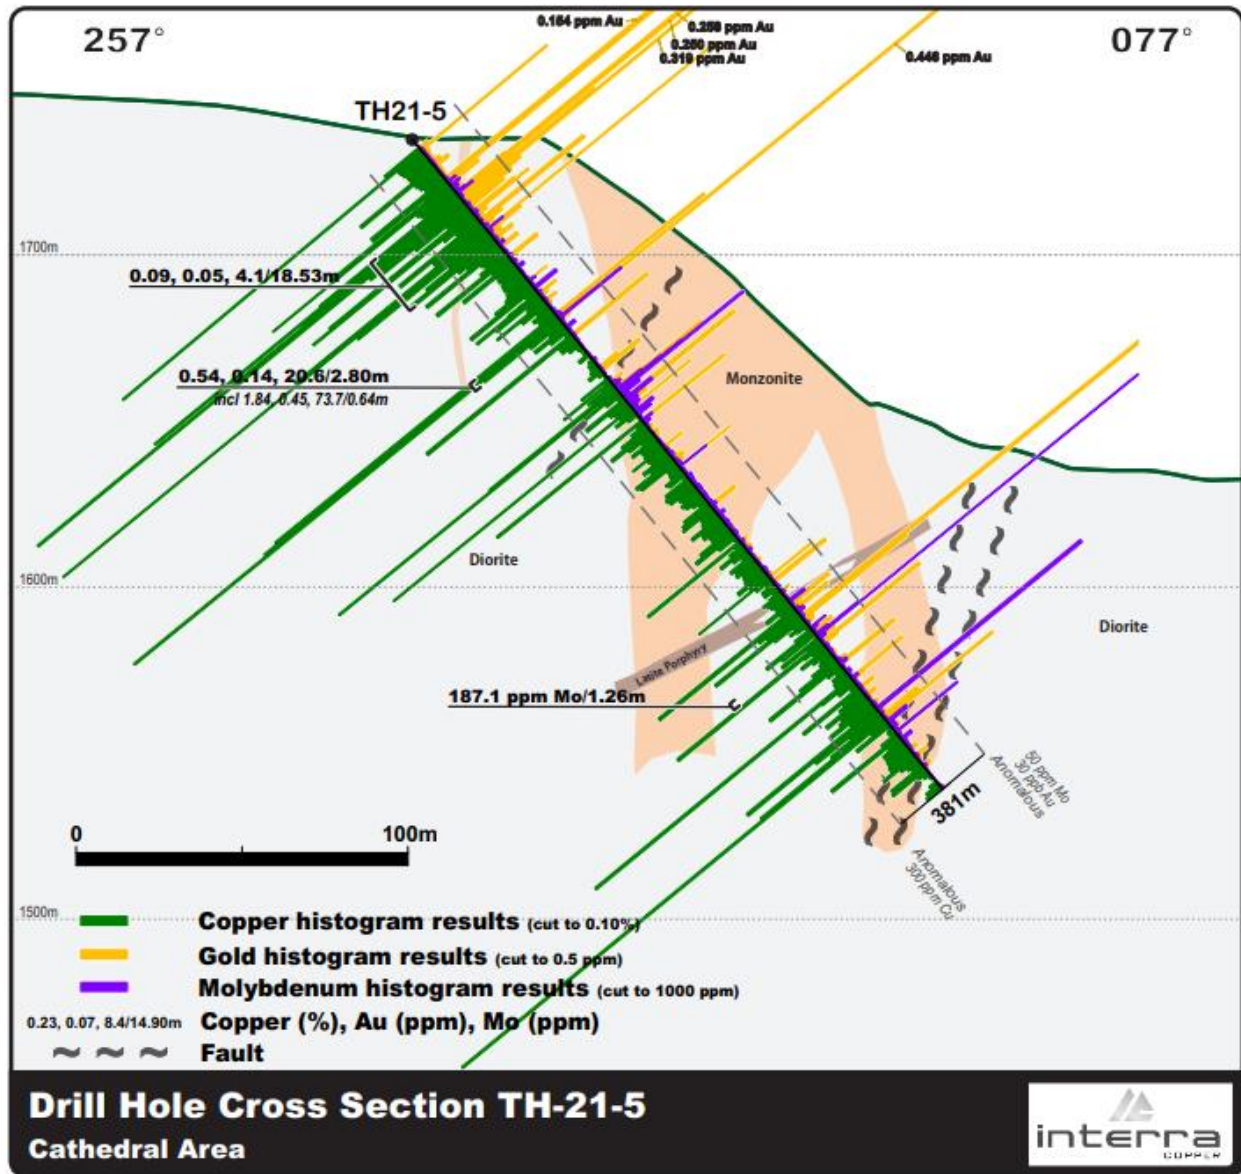 257°
077°
0.154 ppm Au
0.258 ppm Au
0.260 ppm Au
0.319 ppm Au
0.446 ppm Au
TH21-5
1700m
0.09, 0.05, 4.1/18.53m
0.54, 0.14, 20.6/2.80m
incl 1.84, 0.45, 73.7/0.64m
Monzonite
Diorite
1600m
Diorite
Latite Porphyry
187.1 ppm Mo/1.26m
50 ppm Mo
30 ppb Au
Anomalous
381m
Anomalous
300 ppm Cu
0 100m
1500m
Copper histogram results (cut to 0.10%)
Gold histogram results (cut to 0.5 ppm)
Molybdenum histogram results (cut to 1000 ppm)
0.23, 0.07, 8.4/14.90m Copper (%), Au (ppm), Mo (ppm)
Fault
Drill Hole Cross Section TH-21-5
Cathedral Area
interra
COPPER